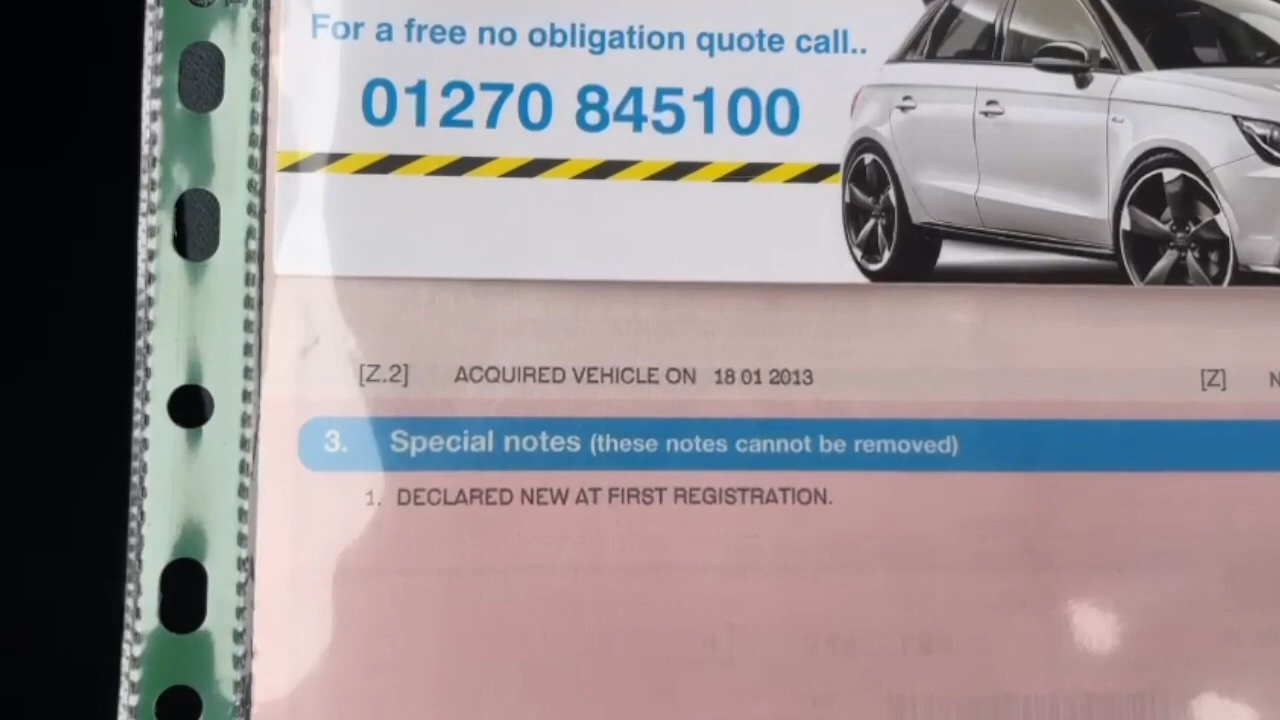 For a free no obligation quote call..
01270 845100
[Z.2] ACQUIRED VEHICLE ON 18 01 2013 [Z]
3. Special notes (these notes cannot be removed)
1. DECLARED NEW AT FIRST REGISTRATION.